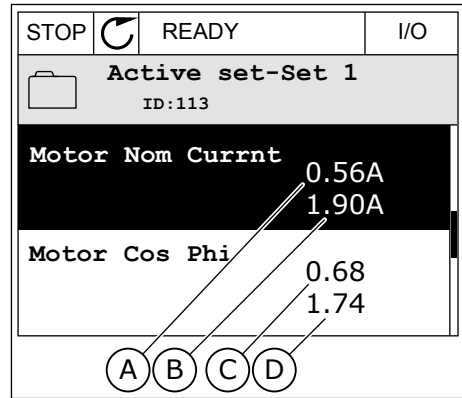 STOP READY I/O
Active set-Set 1
ID:113
Motor Nom Currnt
0.56A
1.90A
Motor Cos Phi
0.68
1.74
A B C D